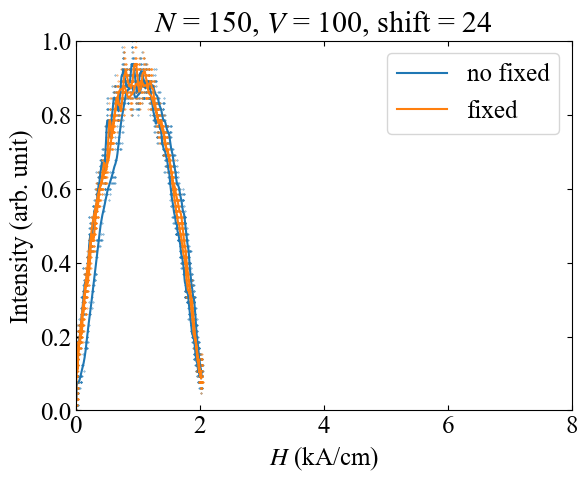 N = 150, V = 100, shift = 24
Intensity (arb. unit)
1.0
0.8
0.6
0.4
0.2
0.0
no fixed
fixed
0 2 4 6 8
H (kA/cm)